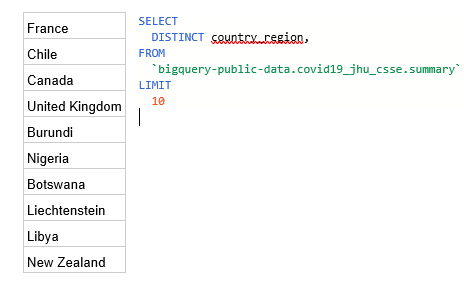 France
Chile
Canada
United Kingdom
Burundi
Nigeria
Botswana
Liechtenstein
Libya
New Zealand
SELECT
DISTINCT country_region,
FROM
`bigquery-public-data.covid19_jhu_csse.summary`
LIMIT
10